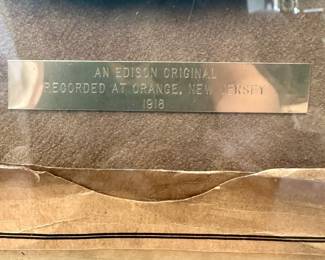 AN EDISON ORIGINAL
RECORDED AT ORANGE, NEW JERSEY
1918